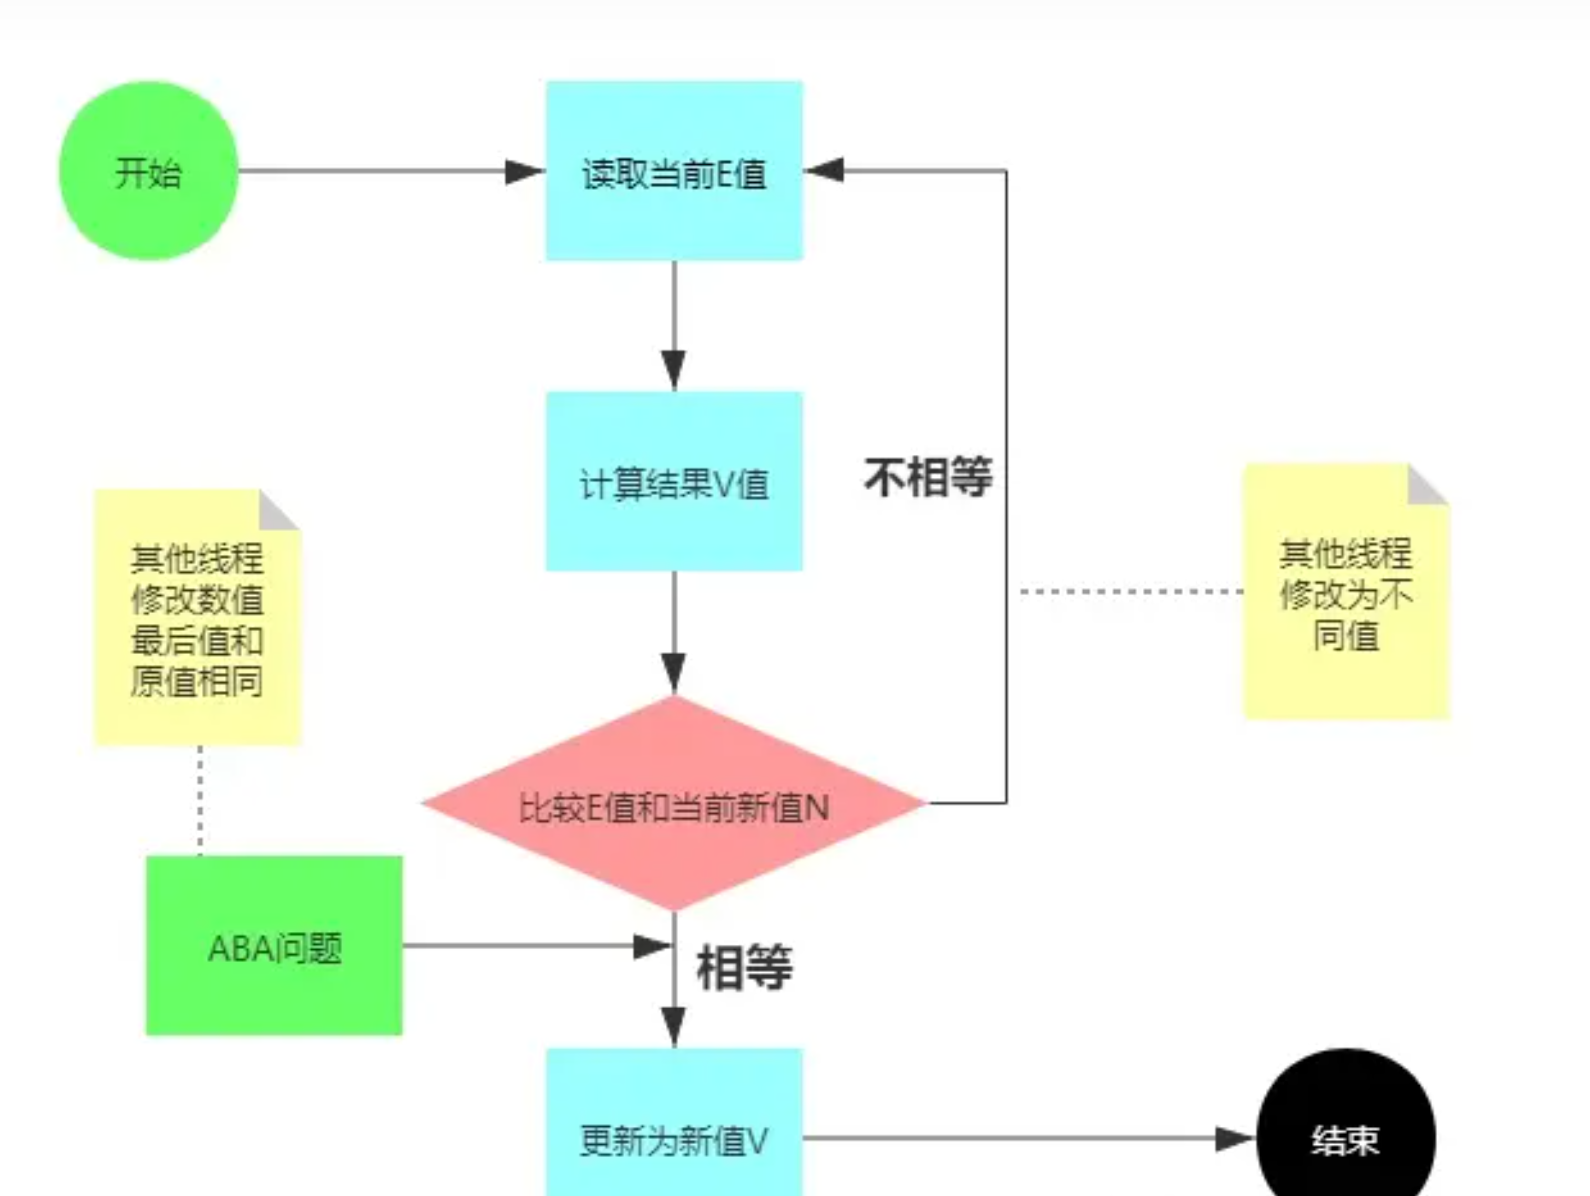 开始
读取当前E值
计算结果V值
不相等
其他线程
修改数值
最后值和
原值相同
其他线程
修改为不
同值
比较E值和当前新值N
ABA问题
相等
更新为新值V
结束